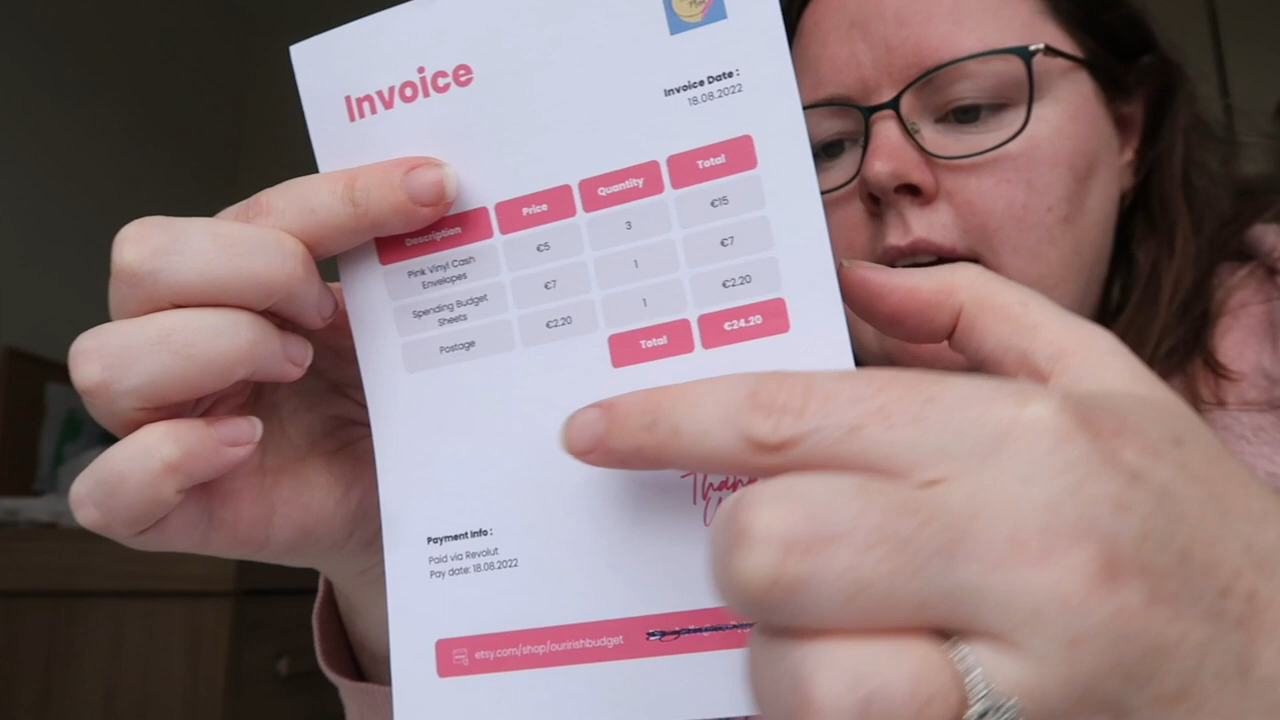 Invoice
Invoice Date :
18.08.2022
Description Price Quantity Total
Pink Vinyl Cash
Envelopes
€5 3 €15
Spending Budget
Sheets
€7 1 €7
Postage €2.20 1 €2.20
Total €24.20
Payment Info :
Paid via Revolut
Pay date: 18.08.2022
etsy.com/shop/ouririshbudget